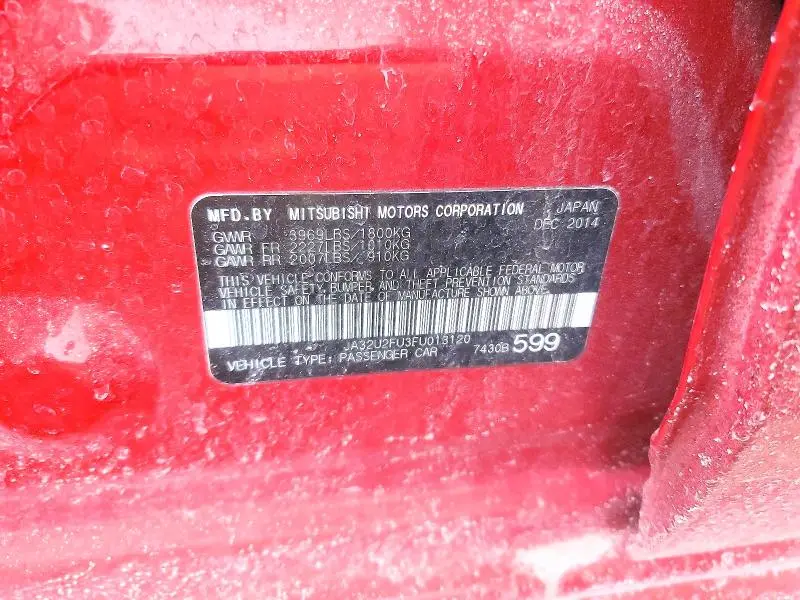 MFD.BY MITSUBISHI MOTORS CORPORATION JAPAN
DEC 2014
GVWR 3969LBS/1800KG
GAWR FR 2227LBS/1010KG
GAWR RR 2007LBS/ 910KG
THIS VEHICLE CONFORMS TO ALL APPLICABLE FEDERAL MOTOR
VEHICLE SAFETY, BUMPER, AND THEFT PREVENTION STANDARDS
IN EFFECT ON THE DATE OF MANUFACTURE SHOWN ABOVE.
JA32U2FU3FU013120
VEHICLE TYPE: PASSENGER CAR 7430B 599